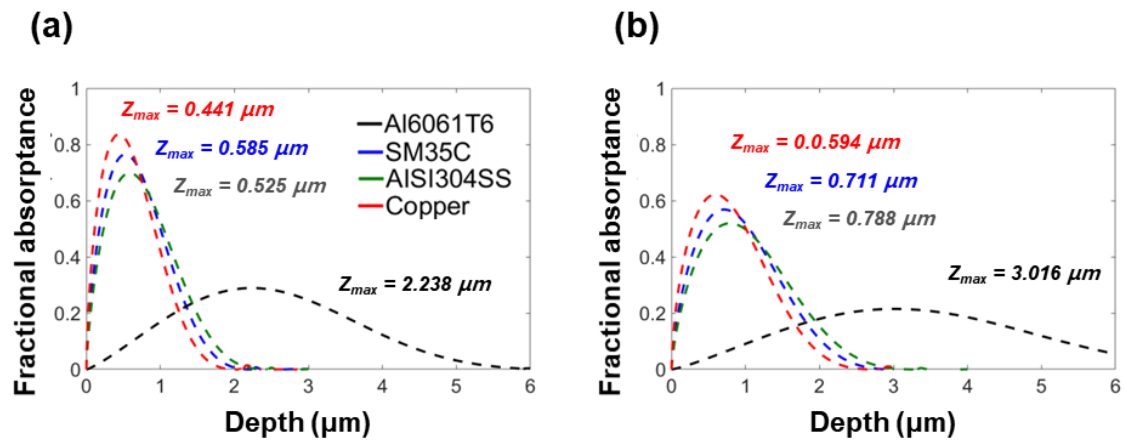 (a)
Fractional absorptance
1
0.8
0.6
0.4
0.2
0
0 1 2 3 4 5 6
Depth (µm)
Zmax = 0.441 µm
Zmax = 0.585 µm
Zmax = 0.525 µm
Zmax = 2.238 µm
Al6061T6
SM35C
AISI304SS
Copper
(b)
Fractional absorptance
1
0.8
0.6
0.4
0.2
0
0 1 2 3 4 5 6
Depth (µm)
Zmax = 0.0.594 µm
Zmax = 0.711 µm
Zmax = 0.788 µm
Zmax = 3.016 µm